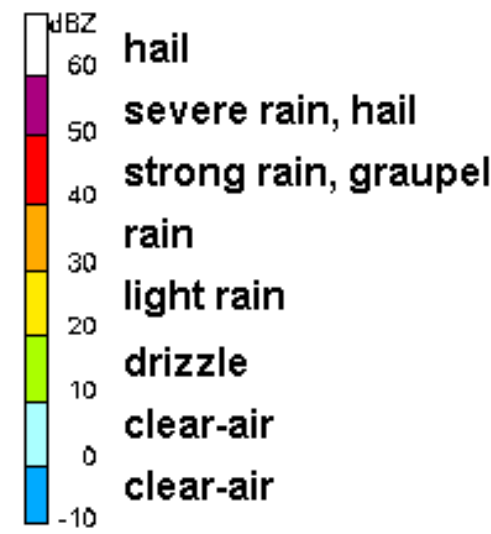 dBZ
hail
60
severe rain, hail
50
strong rain, graupel
40
rain
30
light rain
20
drizzle
10
clear-air
0
clear-air
-10